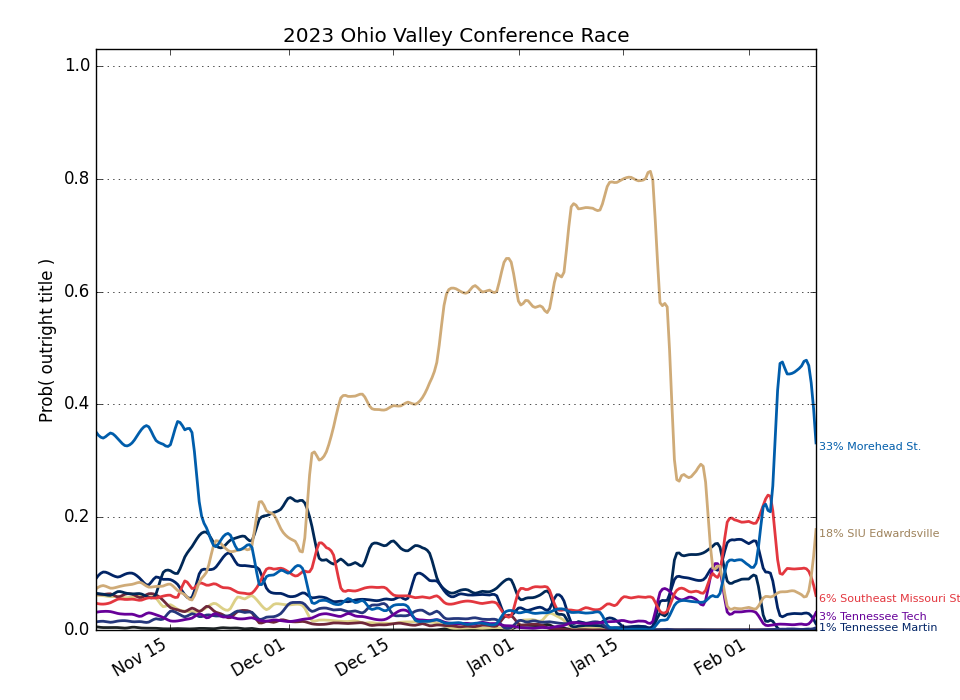 2023 Ohio Valley Conference Race
1.0
0.8
0.6
0.4
0.2
0.0
Prob( outright title )
Nov 15
Dec 01
Dec 15
Jan 01
Jan 15
Feb 01
33% Morehead St.
18% SIU Edwardsville
6% Southeast Missouri St
3% Tennessee Tech
1% Tennessee Martin